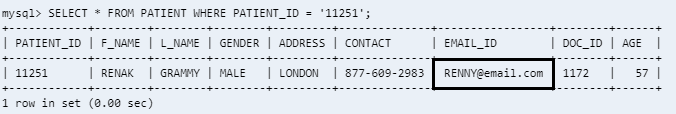 mysql> SELECT * FROM PATIENT WHERE PATIENT_ID = '11251';
+------------+--------+--------+--------+---------+--------------+-----------------+--------+------+
| PATIENT_ID | F_NAME | L_NAME | GENDER | ADDRESS | CONTACT      | EMAIL_ID        | DOC_ID | AGE  |
+------------+--------+--------+--------+---------+--------------+-----------------+--------+------+
| 11251      | RENAK  | GRAMMY | MALE   | LONDON  | 877-609-2983 | RENNY@email.com | 1172   |   57 |
+------------+--------+--------+--------+---------+--------------+-----------------+--------+------+
1 row in set (0.00 sec)